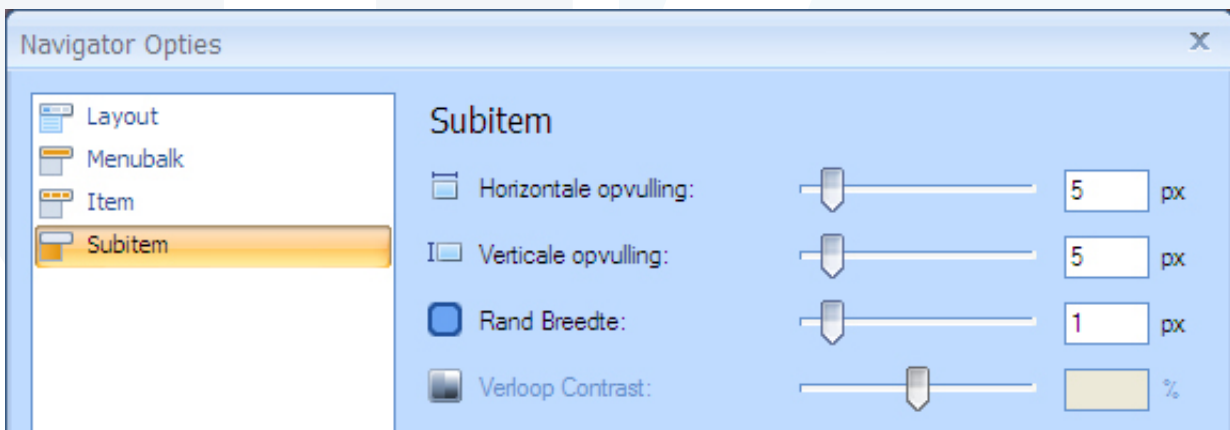 Navigator Opties
x
Layout
Menubalk
Item
Subitem
Subitem
Horizontale opvulling: 5 px
Verticale opvulling: 5 px
Rand Breedte: 1 px
Verloop Contrast: %